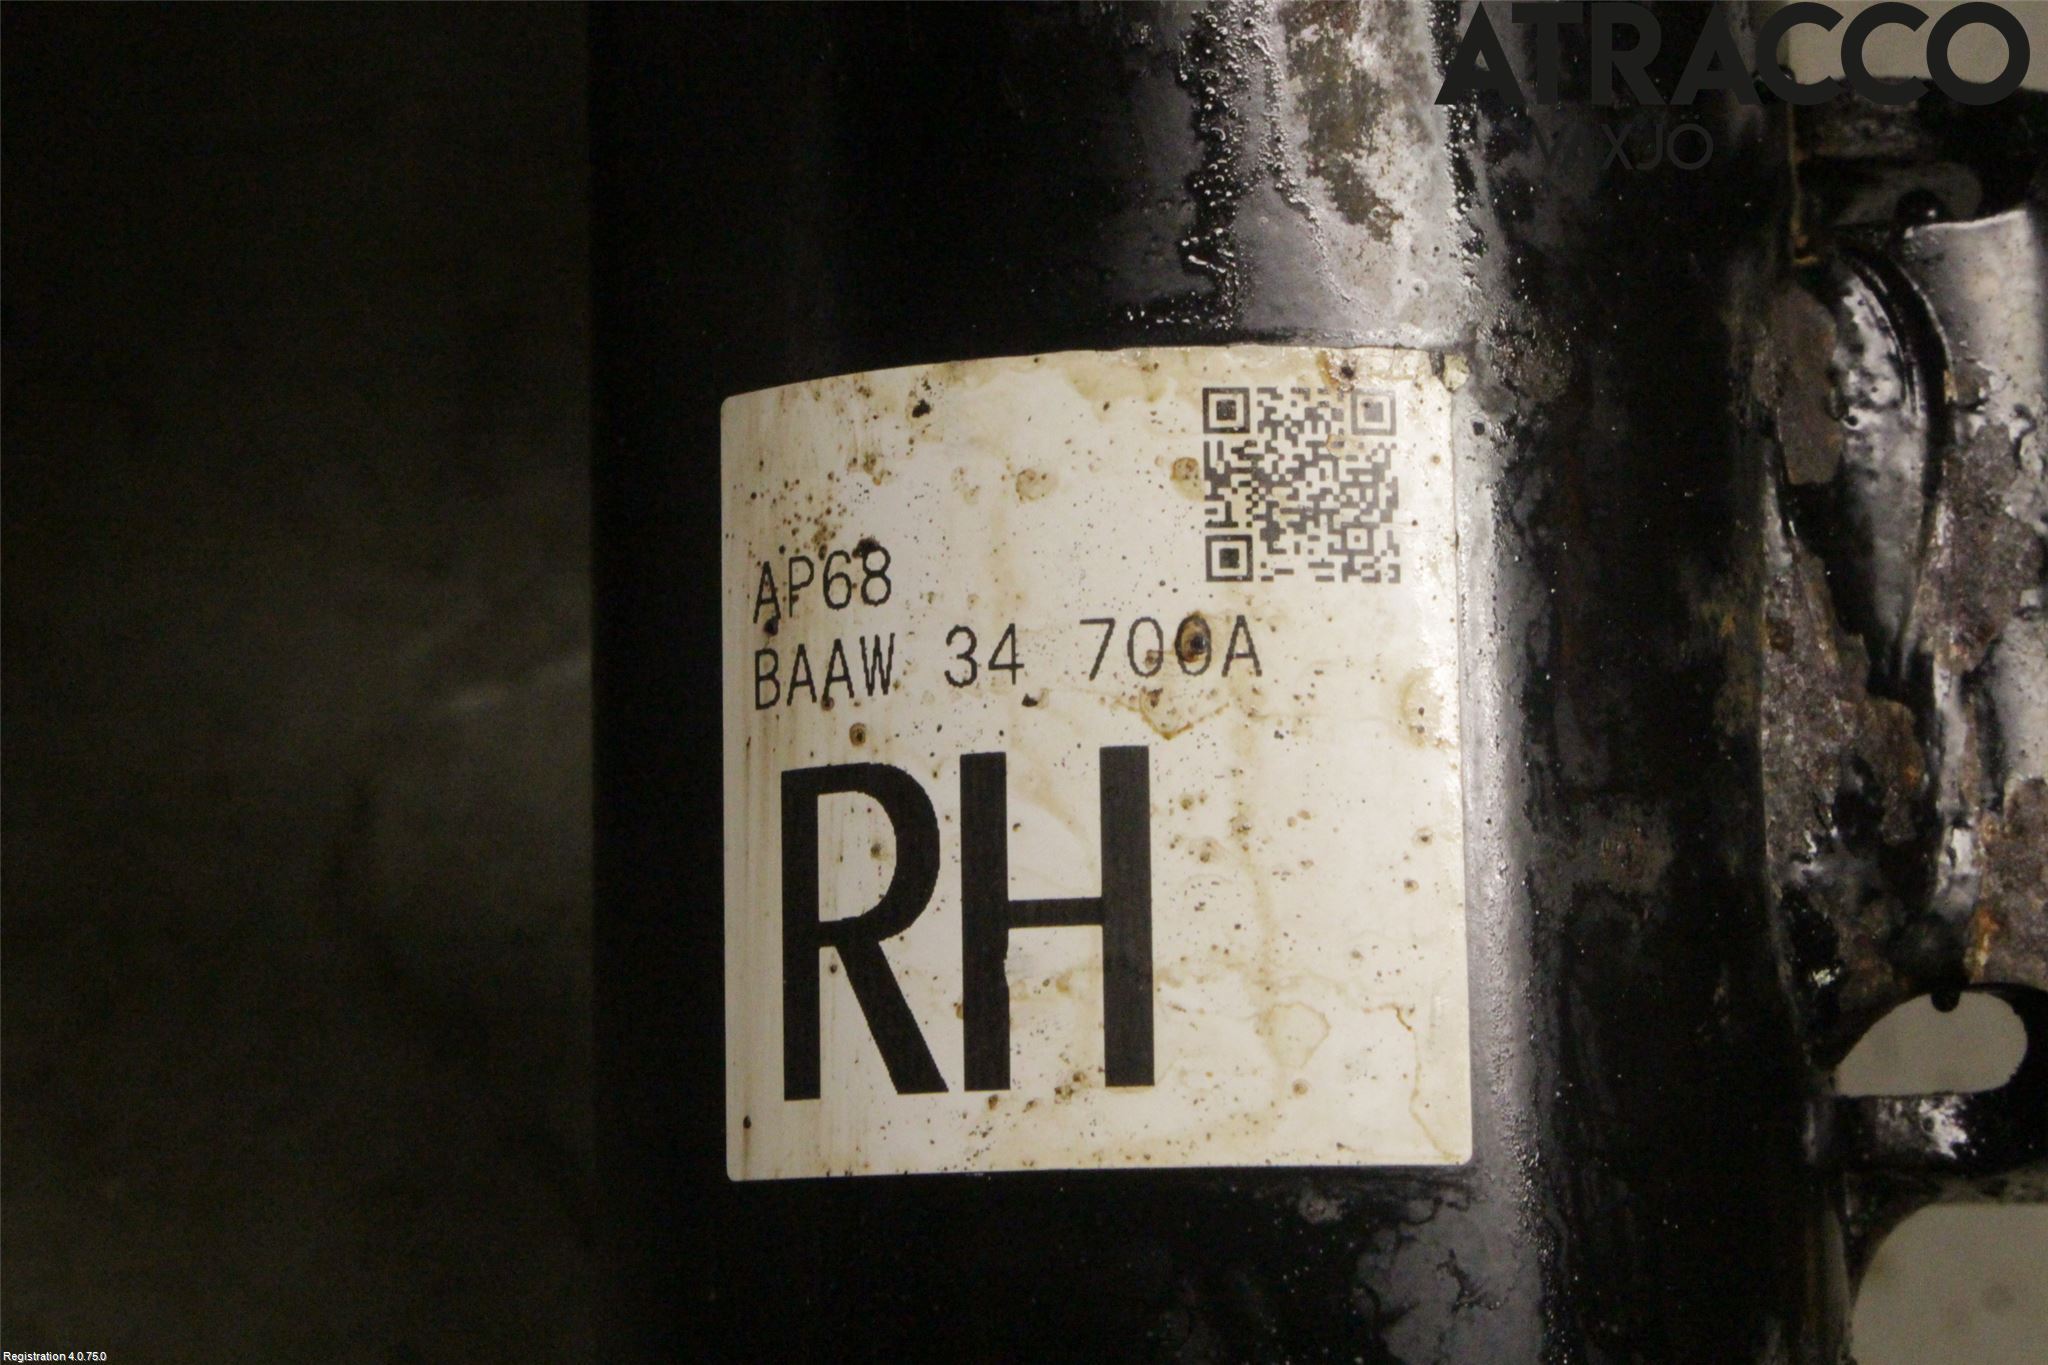 ATRACCO
VÄXJÖ
AP68
BAAW 34 700A
RH
Registration 4.0.75.0